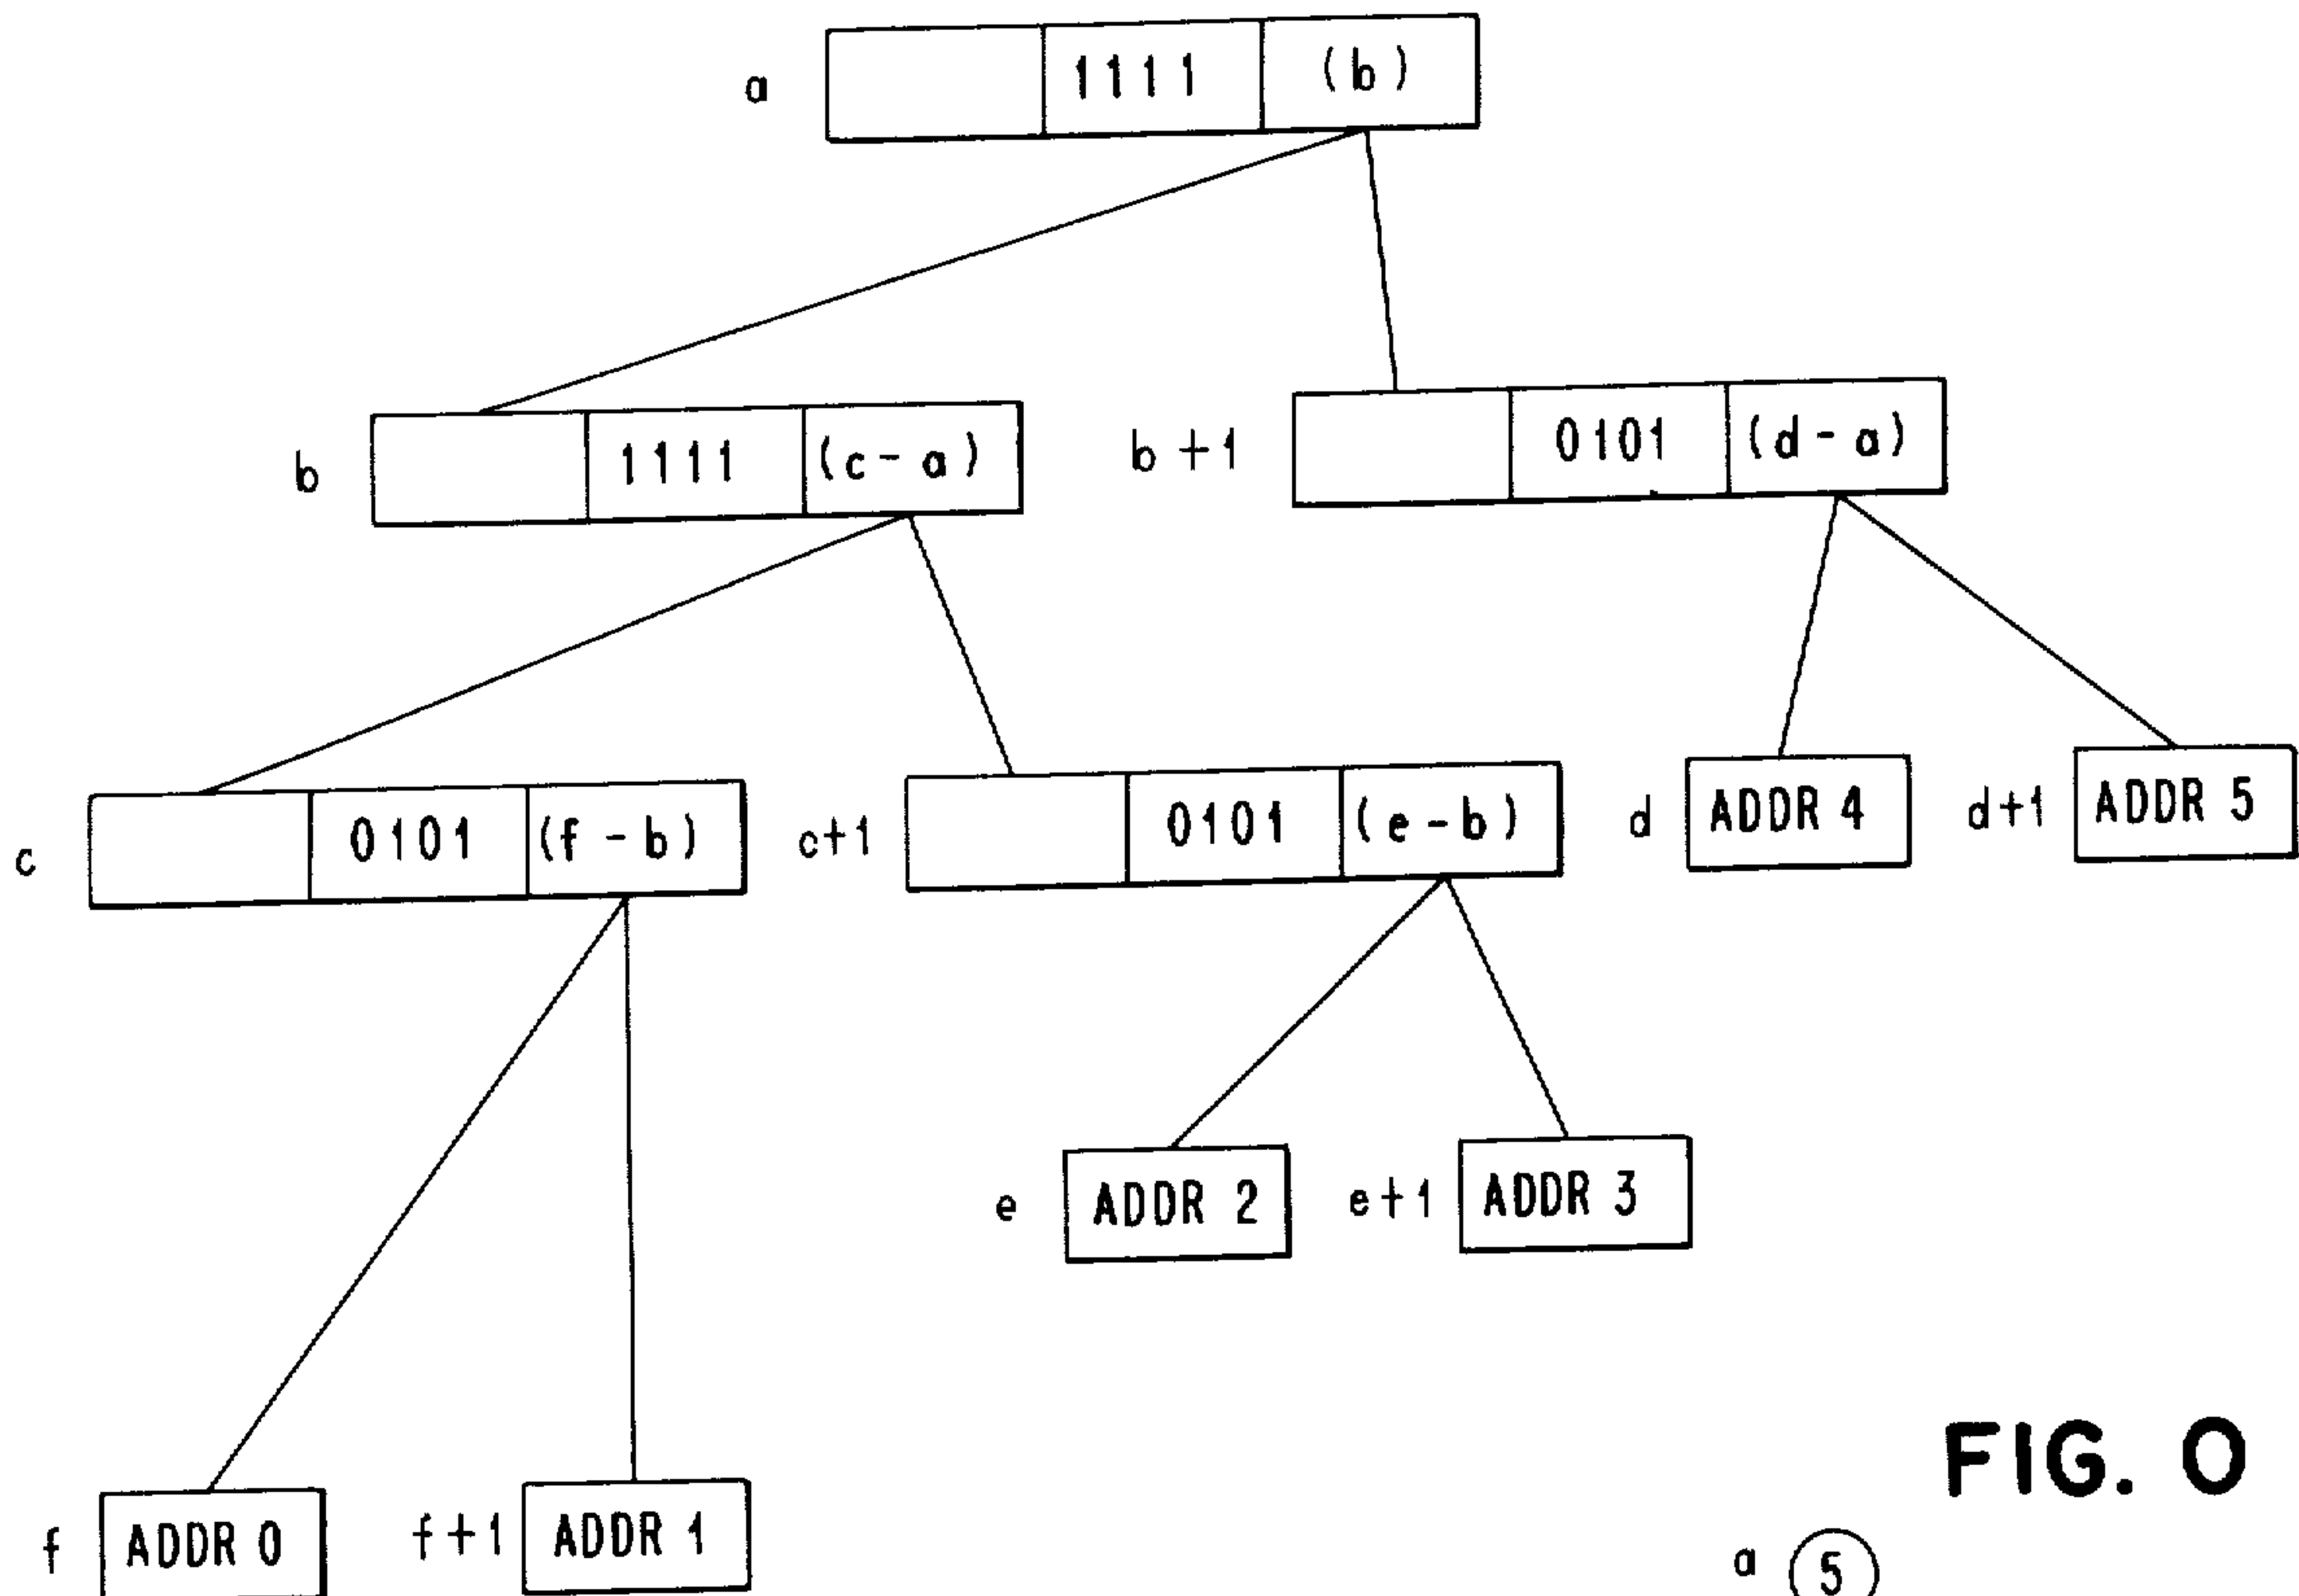 a 1111 (b)
b 1111 (c-a) b+1 0101 (d-a)
c 0101 (f-b) c+1 0101 (e-b) d ADDR 4 d+1 ADDR 5
e ADDR 2 e+1 ADDR 3
FIG. O
f ADDR 0 f+1 ADDR 1 a 5